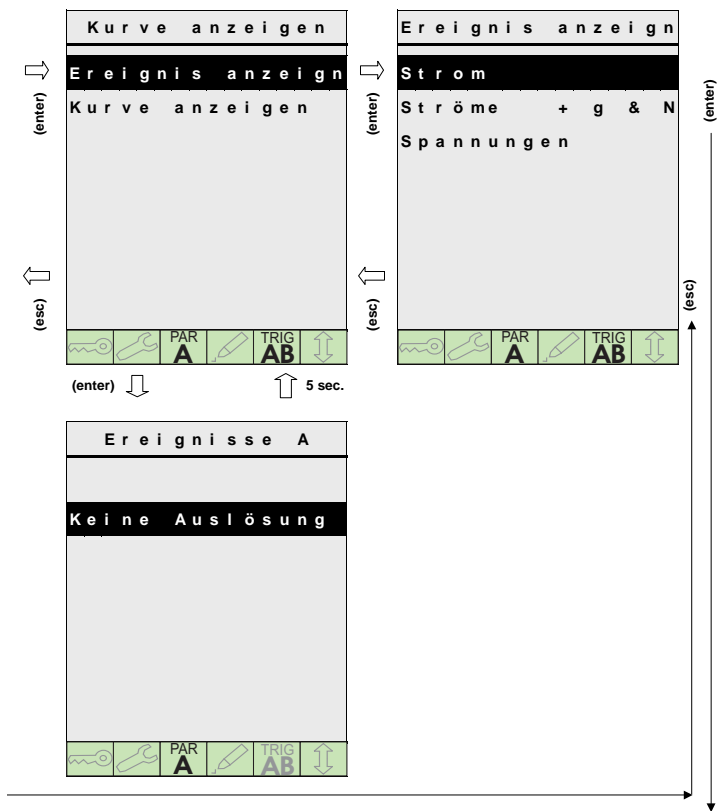 Kurve anzeigen
Ereignis anzeign
Kurve anzeigen
(enter)
(esc)
PAR A TRIG AB
Ereignis anzeign
Strom
Ströme + g & N
Spannungen
(enter)
(esc)
PAR A TRIG AB
(enter)
(esc)
(enter) 5 sec.
Ereignisse A
Keine Auslösung
PAR A TRIG AB